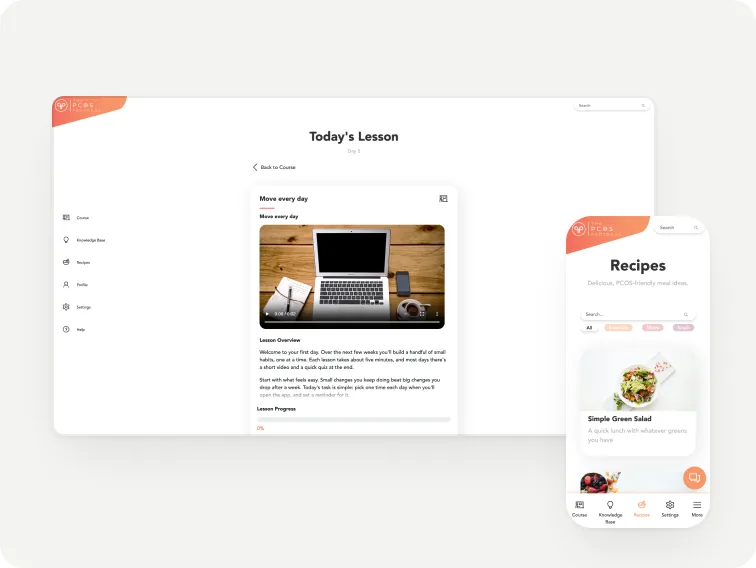 PCOS
Search
Today's Lesson
Back to Course
Move every day
Move every day
0:00 / 0:02
Lesson Overview
Welcome to your first day. Over the next few weeks you'll build a handful of small
habits, one at a time. Each lesson takes about five minutes, and most days there's
a short video and a quick quiz at the end.
Start with what feels easy. Small changes you keep doing beat big changes you
drop after a week. Today's task is simple: pick one time each day when you'll
open the app, and set a reminder for it.
Lesson Progress
0%
Course
Knowledge Base
Recipes
Profile
Settings
Help
THE
PCOS
Search
Recipes
Delicious, PCOS-friendly meal ideas.
Search...
All
Simple Green Salad
A quick lunch with whatever greens
you have
Course
Knowledge
Base
Recipes
Settings
More